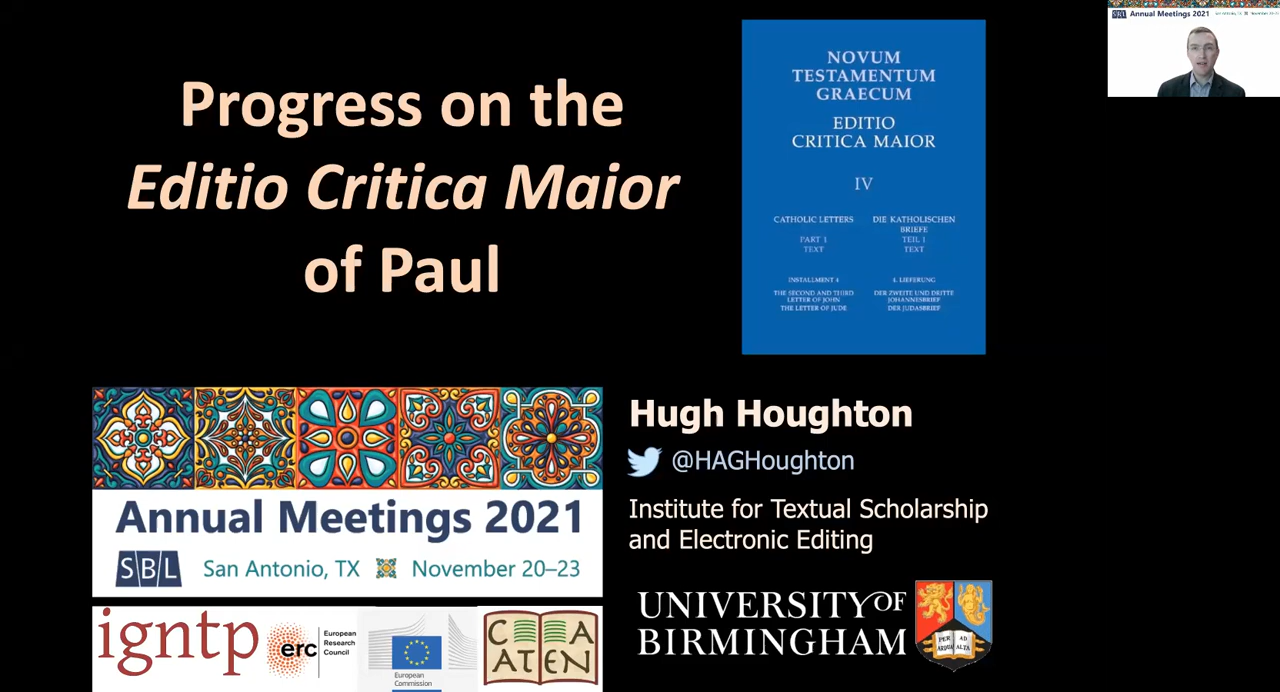 Progress on the
Editio Critica Maior
of Paul
NOVUM
TESTAMENTUM
GRAECUM
EDITIO
CRITICA MAIOR
IV
CATHOLIC LETTERS
PART 1
TEXT
DIE KATHOLISCHEN
BRIEFE
TEIL 1
TEXT
INSTALLMENT 4
THE SECOND AND THIRD
LETTER OF JOHN
THE LETTER OF JUDE
4. LIEFERUNG
DER ZWEITE UND DRITTE
JOHANNESBRIEF
DER JUDASBRIEF
SBL Annual Meetings 2021
Annual Meetings 2021
SBL San Antonio, TX November 20–23
Hugh Houghton
@HAGHoughton
Institute for Textual Scholarship
and Electronic Editing
igntp
erc
European
Research
Council
European
Commission
C A
AT EN
UNIVERSITY OF
BIRMINGHAM
PER AD
ARDUA ALTA